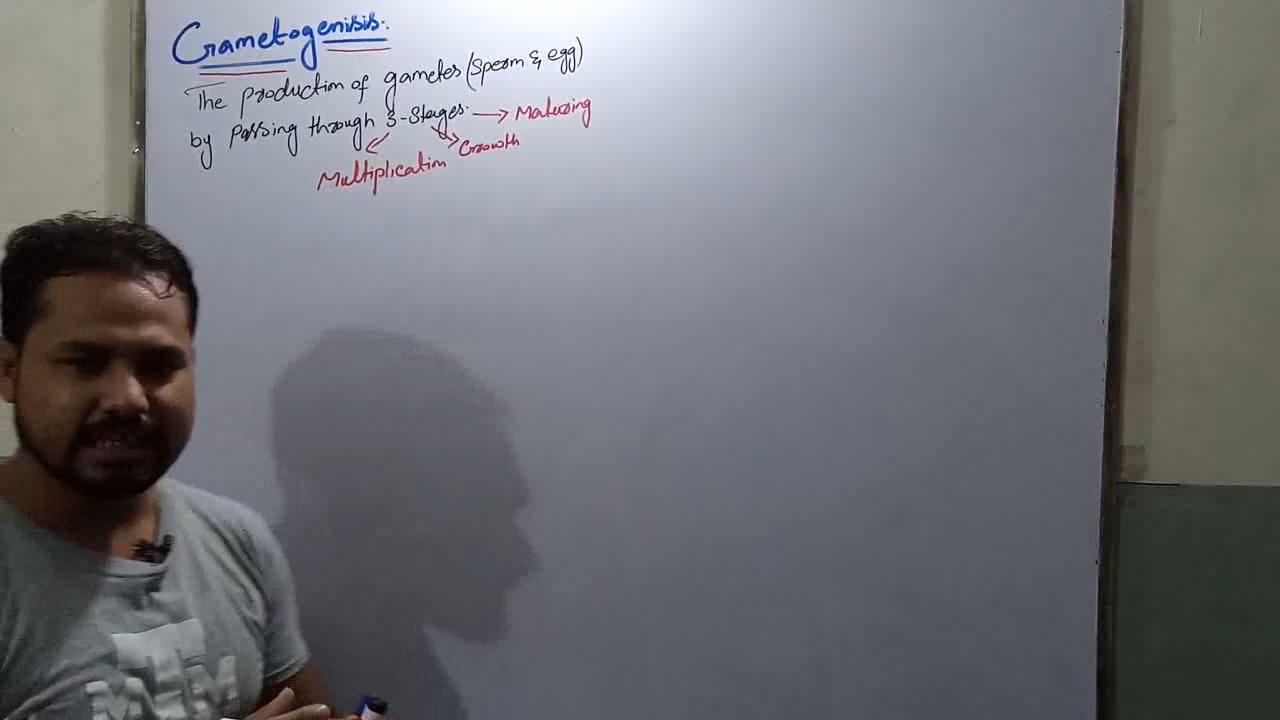 Gametogenisis.
The production of gametes (Sperm & egg)
by passing through 3-Stages. → Maturing
Growth
Multiplication